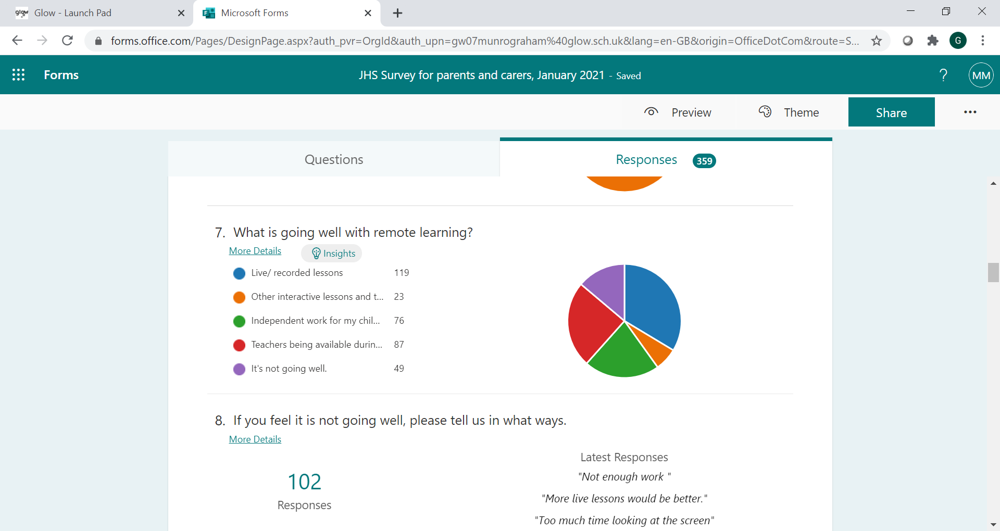 glow Glow - Launch Pad
Microsoft Forms
forms.office.com/Pages/DesignPage.aspx?auth_pvr=OrgId&auth_upn=gw07munrograham%40glow.sch.uk&lang=en-GB&origin=OfficeDotCom&route=S...
G
Forms
JHS Survey for parents and carers, January 2021 - Saved
?
MM
Preview
Theme
Share
Questions
Responses 359
7. What is going well with remote learning?
More Details
Insights
Live/ recorded lessons 119
Other interactive lessons and t... 23
Independent work for my chil... 76
Teachers being available durin... 87
It's not going well. 49
8. If you feel it is not going well, please tell us in what ways.
More Details
102
Responses
Latest Responses
"Not enough work "
"More live lessons would be better."
"Too much time looking at the screen"